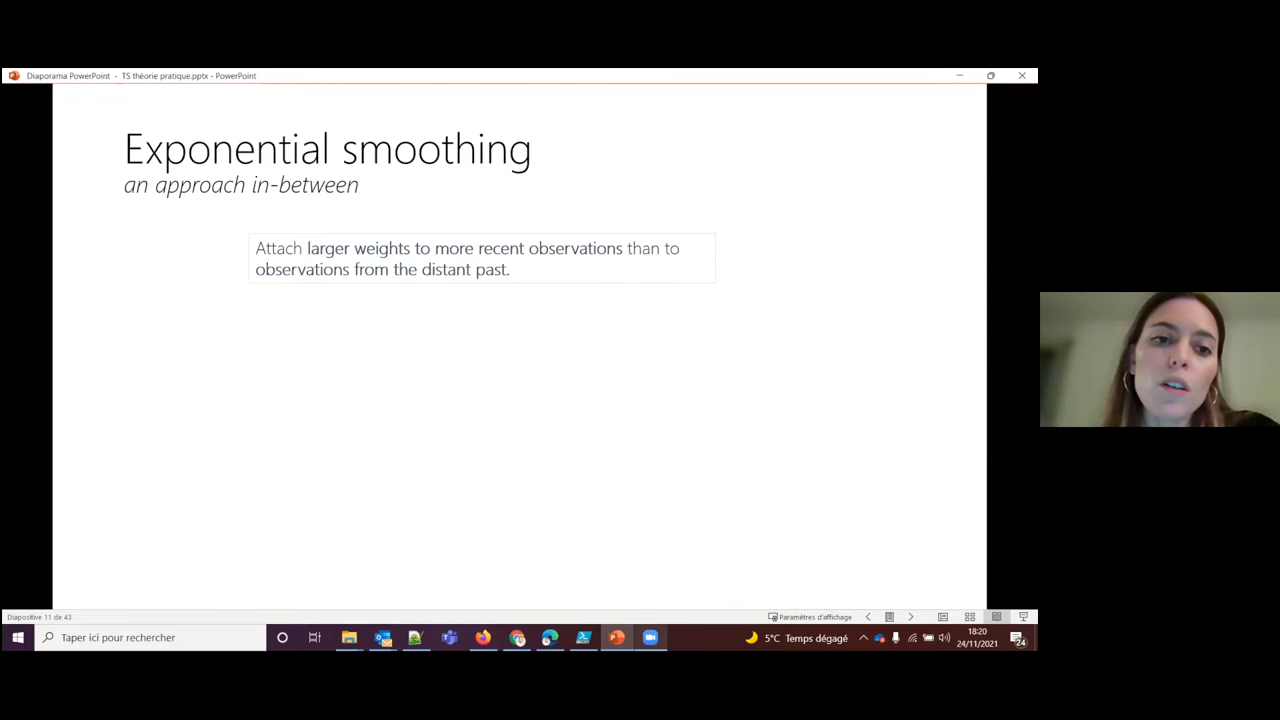 Diaporama PowerPoint - TS théorie pratique.pptx - PowerPoint
Exponential smoothing
an approach in-between
Attach larger weights to more recent observations than to
observations from the distant past.
Diapositive 11 de 43
Paramètres d'affichage
Taper ici pour rechercher
5°C Temps dégagé
18:20
24/11/2021
24